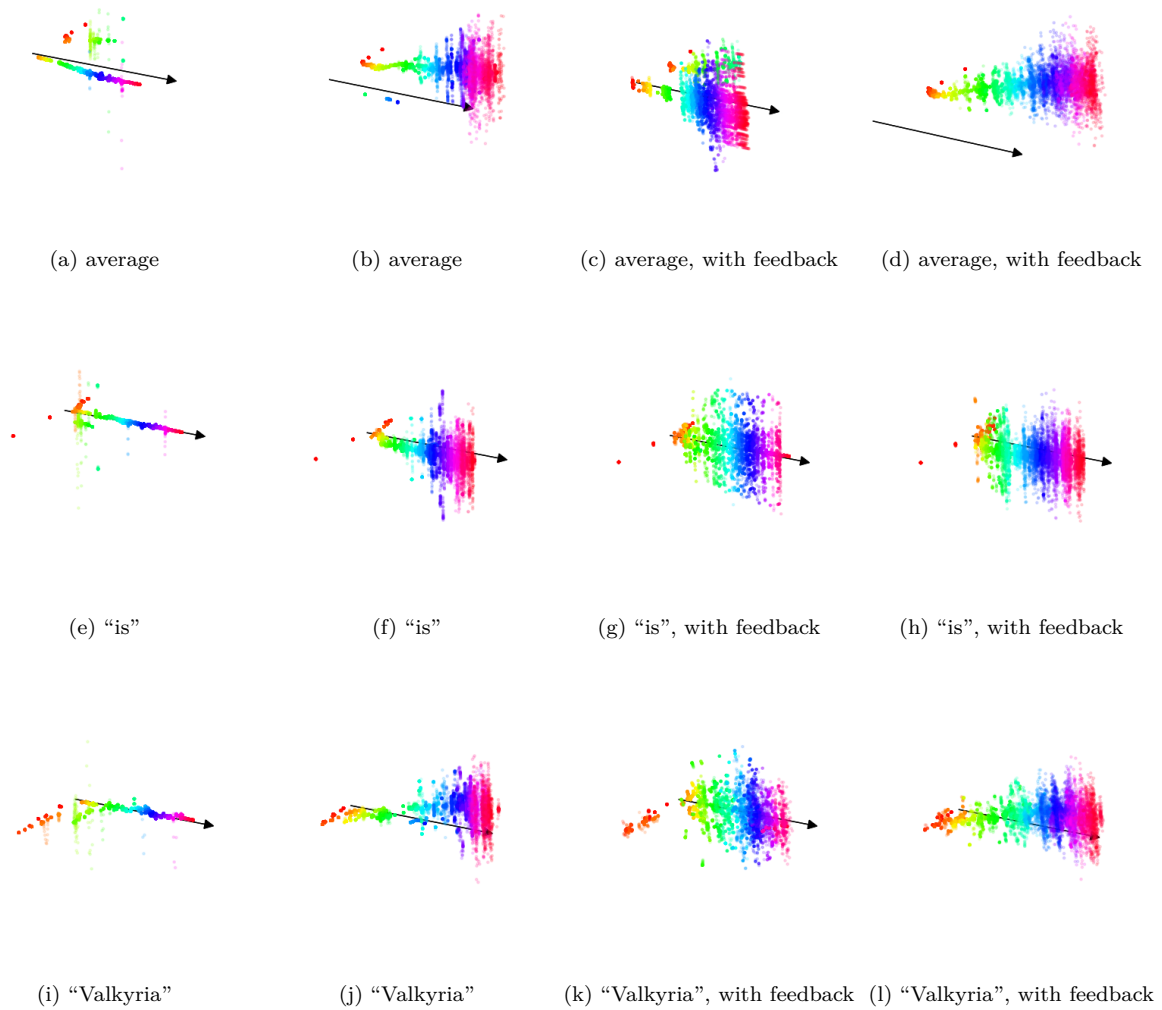 (a) average
(b) average
(c) average, with feedback
(d) average, with feedback
(e) “is”
(f) “is”
(g) “is”, with feedback
(h) “is”, with feedback
(i) “Valkyria”
(j) “Valkyria”
(k) “Valkyria”, with feedback
(l) “Valkyria”, with feedback